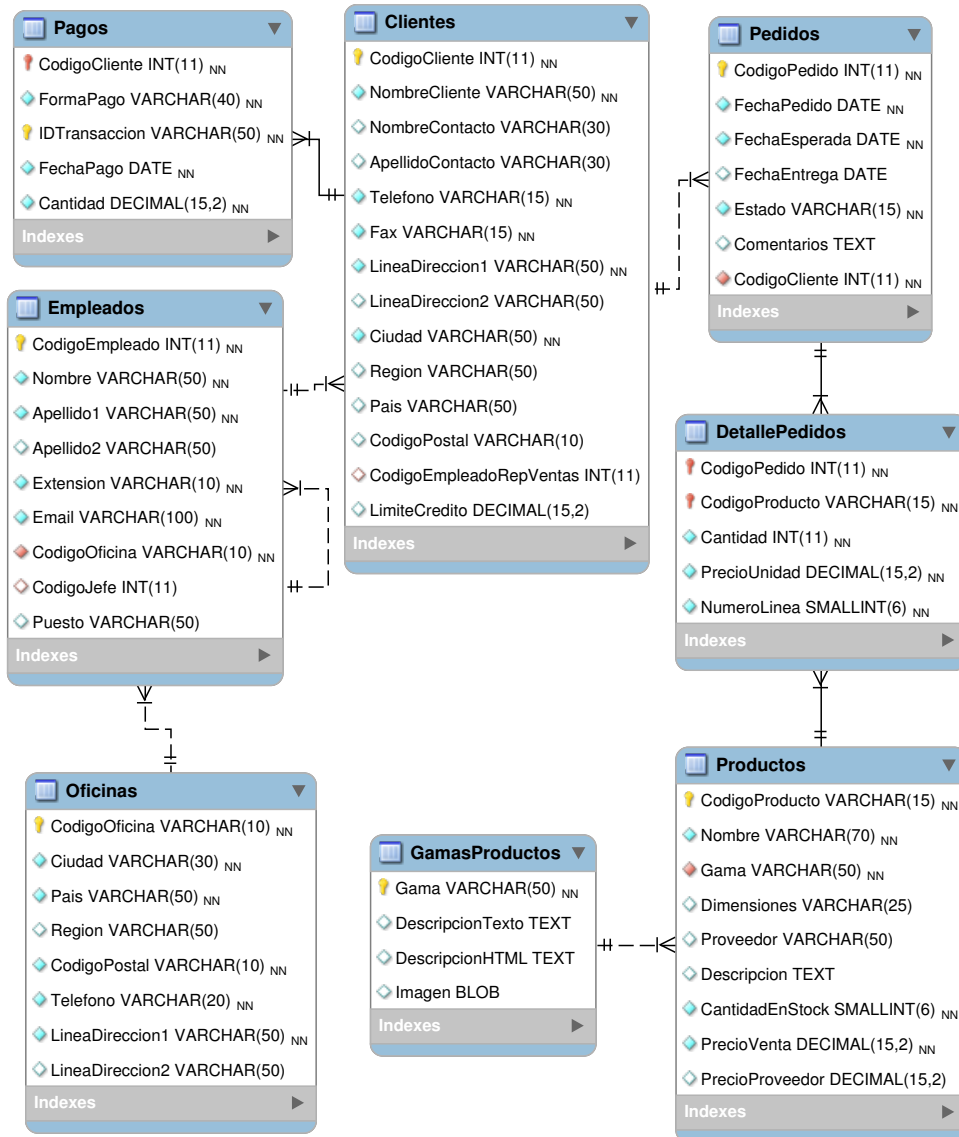 Pagos
CodigoCliente INT(11) NN
FormaPago VARCHAR(40) NN
IDTransaccion VARCHAR(50) NN
FechaPago DATE NN
Cantidad DECIMAL(15,2) NN
Indexes
Clientes
CodigoCliente INT(11) NN
NombreCliente VARCHAR(50) NN
NombreContacto VARCHAR(30)
ApellidoContacto VARCHAR(30)
Telefono VARCHAR(15) NN
Fax VARCHAR(15) NN
LineaDireccion1 VARCHAR(50) NN
LineaDireccion2 VARCHAR(50)
Ciudad VARCHAR(50) NN
Region VARCHAR(50)
Pais VARCHAR(50)
CodigoPostal VARCHAR(10)
CodigoEmpleadoRepVentas INT(11)
LimiteCredito DECIMAL(15,2)
Indexes
Pedidos
CodigoPedido INT(11) NN
FechaPedido DATE NN
FechaEsperada DATE NN
FechaEntrega DATE
Estado VARCHAR(15) NN
Comentarios TEXT
CodigoCliente INT(11) NN
Indexes
Empleados
CodigoEmpleado INT(11) NN
Nombre VARCHAR(50) NN
Apellido1 VARCHAR(50) NN
Apellido2 VARCHAR(50)
Extension VARCHAR(10) NN
Email VARCHAR(100) NN
CodigoOficina VARCHAR(10) NN
CodigoJefe INT(11)
Puesto VARCHAR(50)
Indexes
DetallePedidos
CodigoPedido INT(11) NN
CodigoProducto VARCHAR(15) NN
Cantidad INT(11) NN
PrecioUnidad DECIMAL(15,2) NN
NumeroLinea SMALLINT(6) NN
Indexes
Oficinas
CodigoOficina VARCHAR(10) NN
Ciudad VARCHAR(30) NN
Pais VARCHAR(50) NN
Region VARCHAR(50)
CodigoPostal VARCHAR(10) NN
Telefono VARCHAR(20) NN
LineaDireccion1 VARCHAR(50) NN
LineaDireccion2 VARCHAR(50)
Indexes
GamasProductos
Gama VARCHAR(50) NN
DescripcionTexto TEXT
DescripcionHTML TEXT
Imagen BLOB
Indexes
Productos
CodigoProducto VARCHAR(15) NN
Nombre VARCHAR(70) NN
Gama VARCHAR(50) NN
Dimensiones VARCHAR(25)
Proveedor VARCHAR(50)
Descripcion TEXT
CantidadEnStock SMALLINT(6) NN
PrecioVenta DECIMAL(15,2) NN
PrecioProveedor DECIMAL(15,2)
Indexes